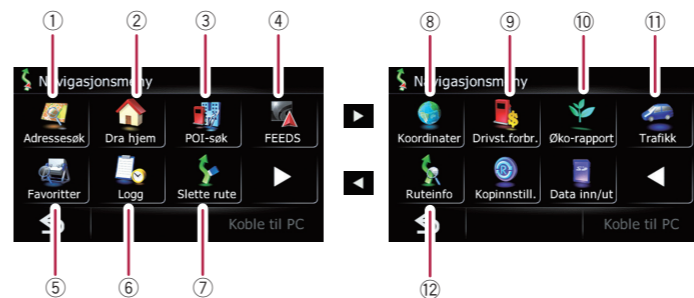 ① ② ③ ④
Navigasjonsmeny
Adressesøk Dra hjem POI-søk FEEDS
Favoritter Logg Slette rute
Koble til PC
⑤ ⑥ ⑦
⑧ ⑨ ⑩ ⑪
Navigasjonsmeny
Koordinater Drivst.forbr. Øko-rapport Trafikk
Ruteinfo Kopinnstill. Data inn/ut
Koble til PC
⑫